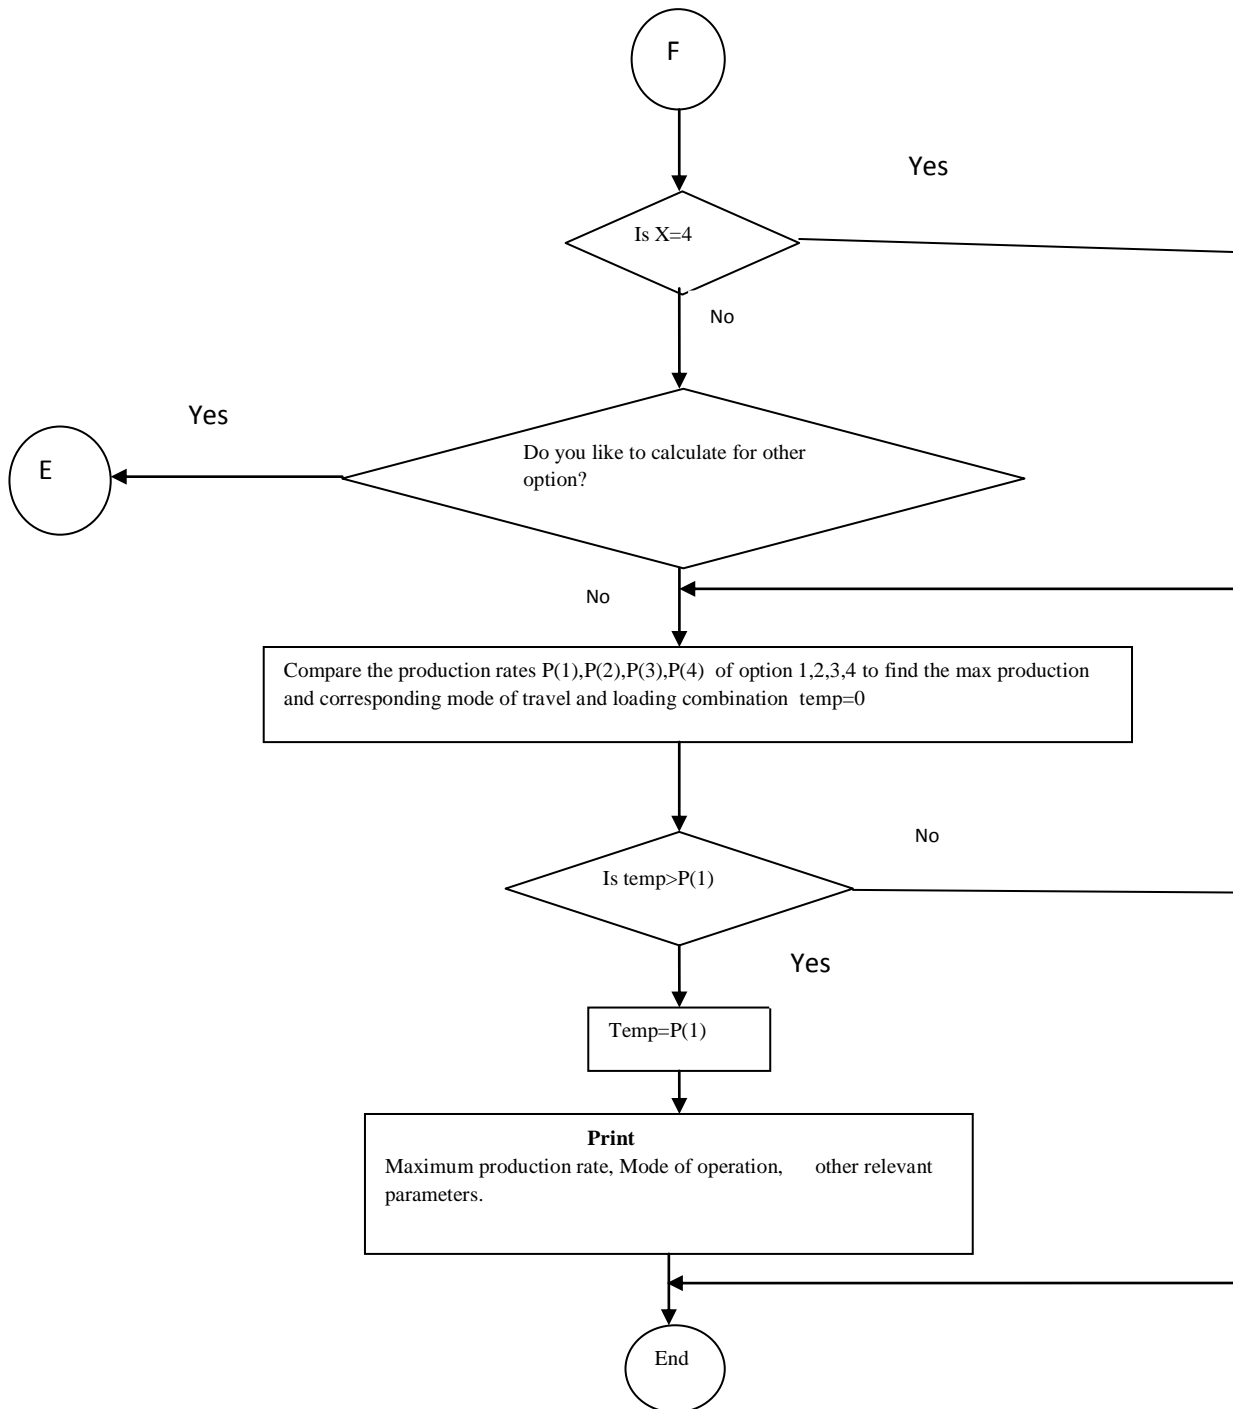 F
Yes
Is X=4
No
Yes
Do you like to calculate for other
option?
E
No
Compare the production rates P(1),P(2),P(3),P(4) of option 1,2,3,4 to find the max production
and corresponding mode of travel and loading combination temp=0
No
Is temp>P(1)
Yes
Temp=P(1)
Print
Maximum production rate, Mode of operation, other relevant
parameters.
End